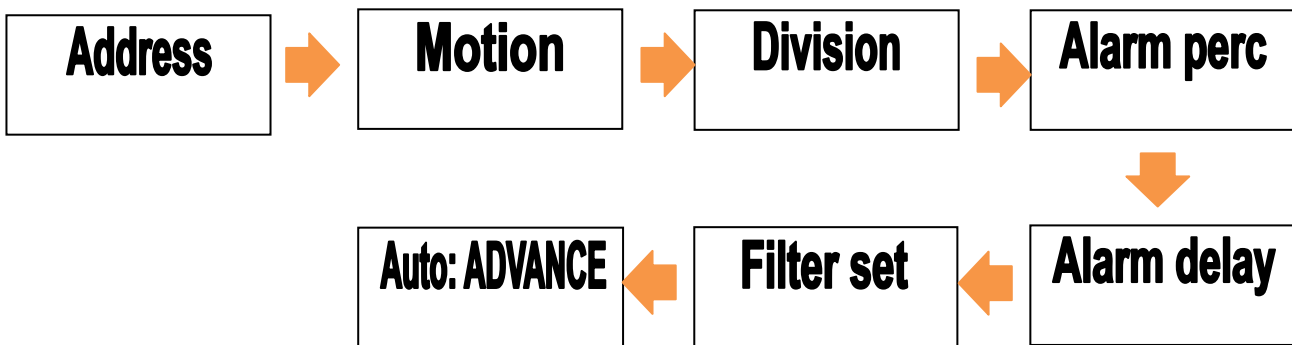 Address
Motion
Division
Alarm perc
Alarm delay
Filter set
Auto: ADVANCE